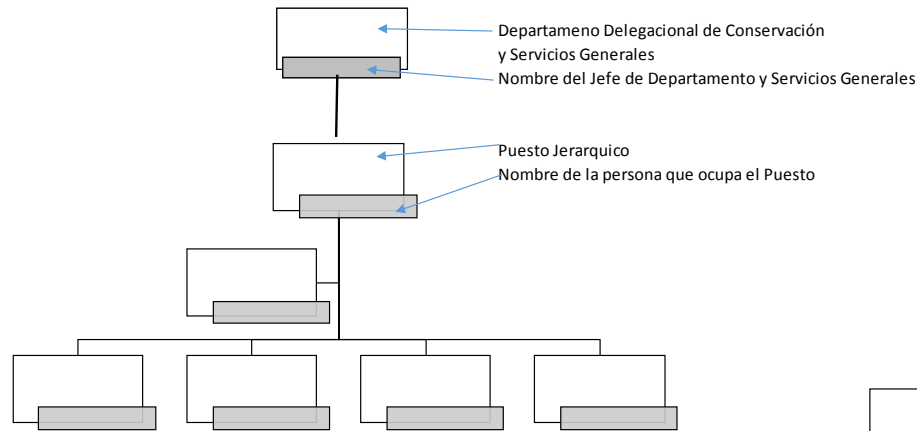 Departameno Delegacional de Conservación
y Servicios Generales
Nombre del Jefe de Departamento y Servicios Generales
Puesto Jerarquico
Nombre de la persona que ocupa el Puesto